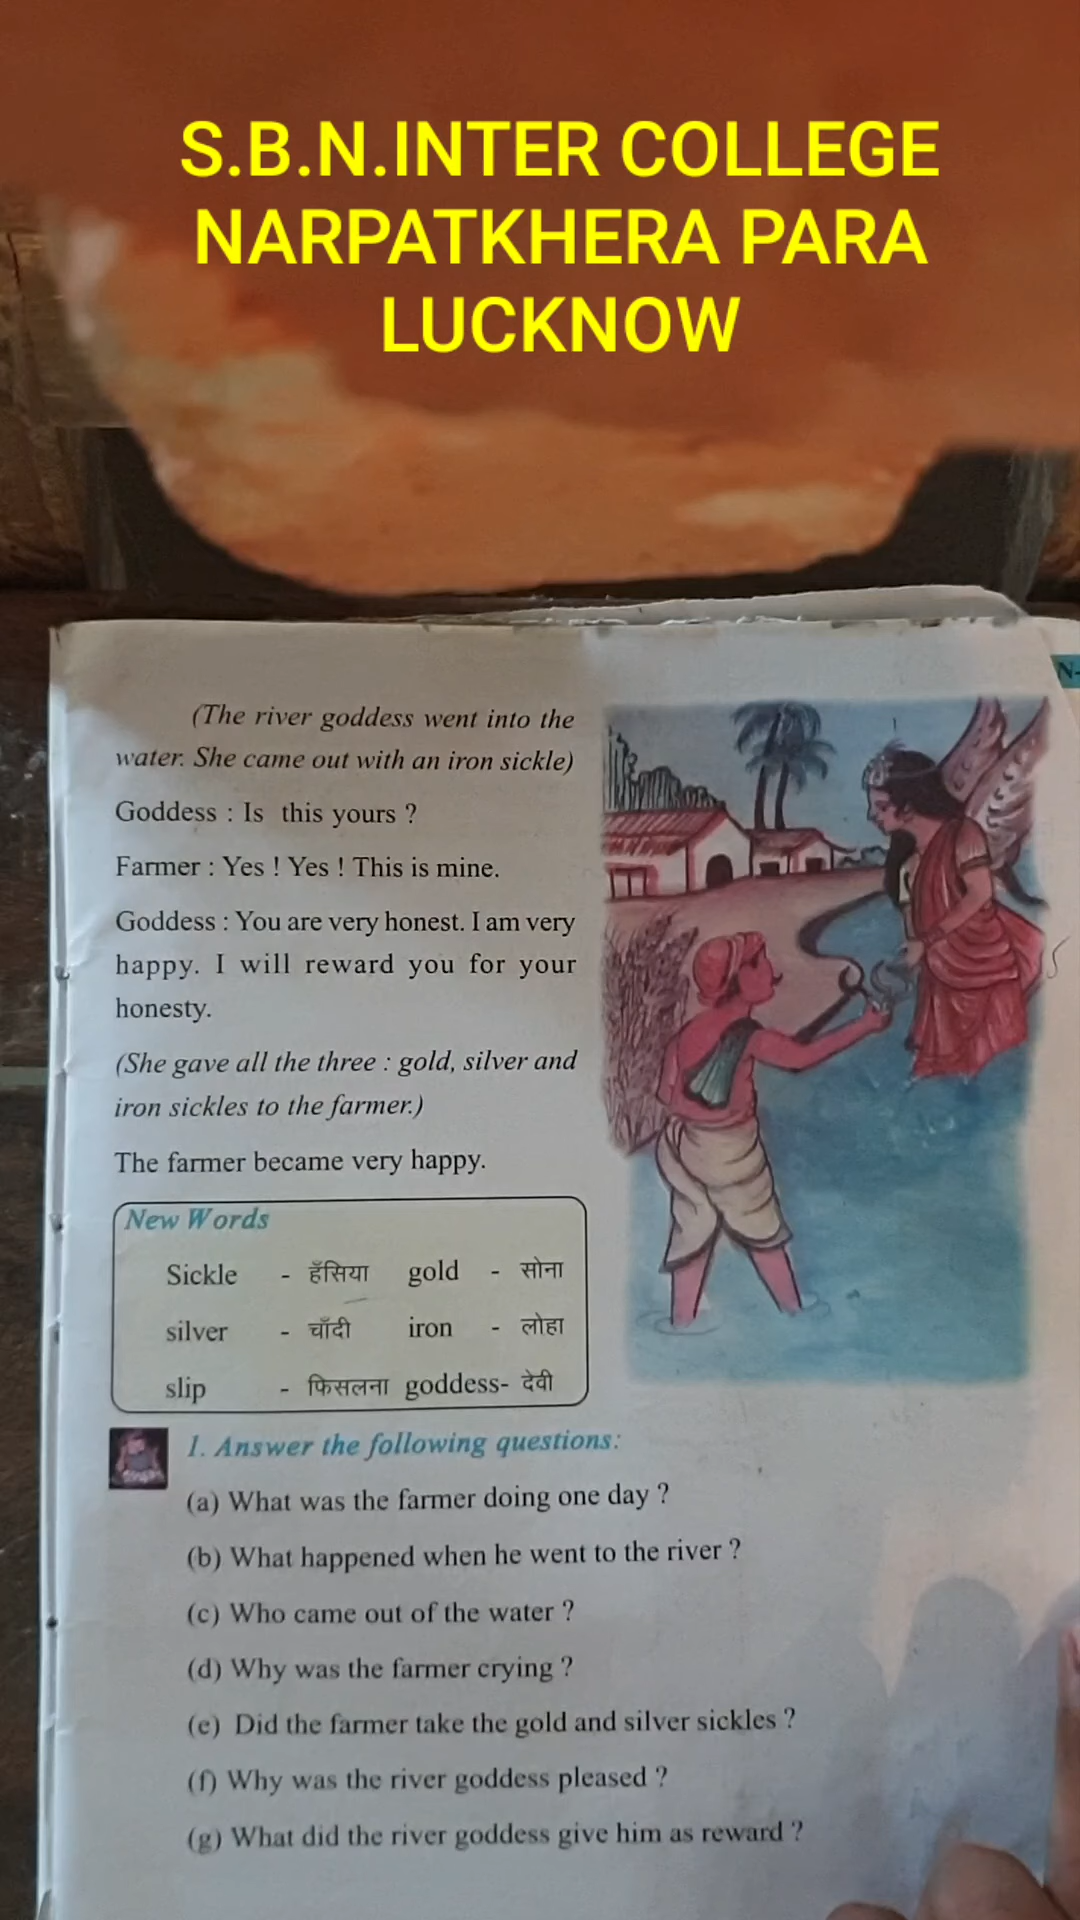 S.B.N.INTER COLLEGE
NARPATKHERA PARA
LUCKNOW
N-
(The river goddess went into the
water. She came out with an iron sickle)
Goddess : Is this yours ?
Farmer : Yes ! Yes ! This is mine.
Goddess : You are very honest. I am very
happy. I will reward you for your
honesty.
(She gave all the three : gold, silver and
iron sickles to the farmer.)
The farmer became very happy.
New Words
Sickle - हँसिया gold - सोना
silver - चाँदी iron - लोहा
slip - फिसलना goddess- देवी
1. Answer the following questions:
(a) What was the farmer doing one day ?
(b) What happened when he went to the river ?
(c) Who came out of the water ?
(d) Why was the farmer crying ?
(e) Did the farmer take the gold and silver sickles ?
(f) Why was the river goddess pleased ?
(g) What did the river goddess give him as reward ?